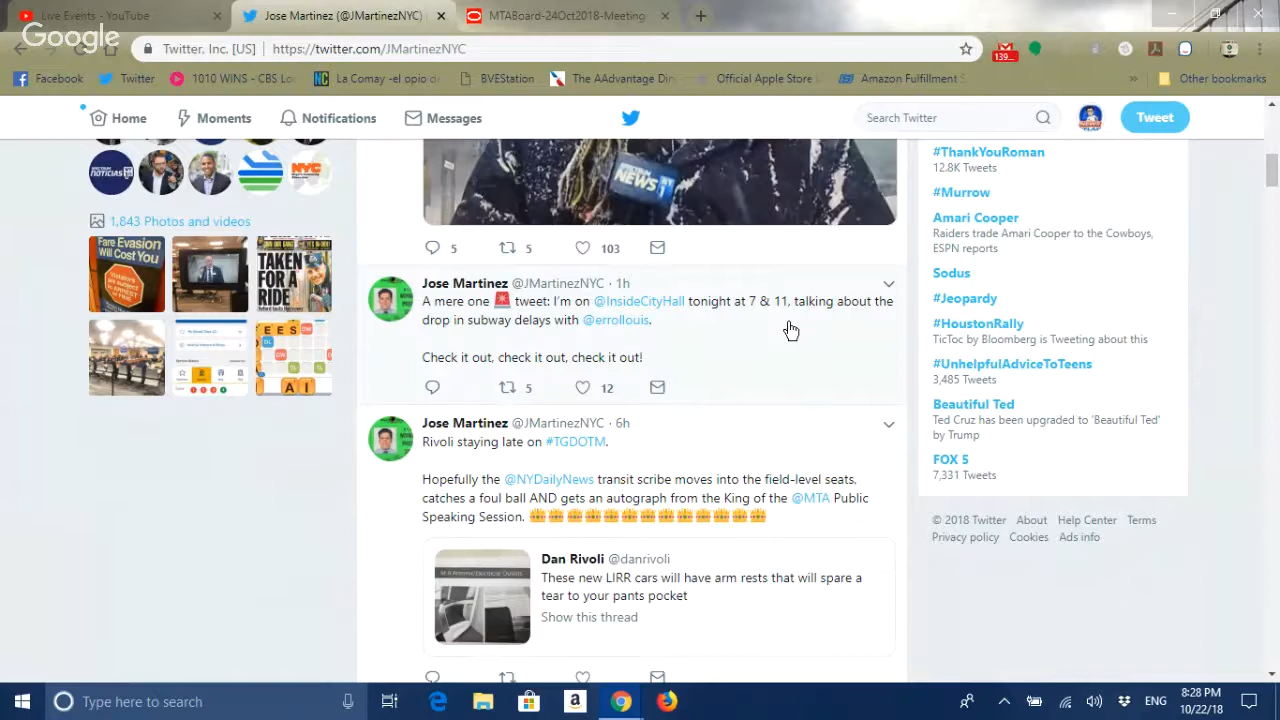 Live Events - YouTube
Jose Martinez (@JMartinezNYC)
MTABoard-24Oct2018-Meeting
Google
Twitter, Inc. [US]
https://twitter.com/JMartinezNYC
139...
Facebook
Twitter
1010 WINS - CBS Lo
La Comay -el opio de
BVEStation
The AAdvantage Din
Official Apple Store
Amazon Fulfillment S
»
Other bookmarks
Home
Moments
Notifications
Messages
Search Twitter
Tweet
NEWS 1
5
5
103
1,843 Photos and videos
Fare Evasion
Will Cost You
TAKEN
FOR A
RIDE
NYC
Jose Martinez @JMartinezNYC · 1h
A mere one 🚨 tweet: I'm on @InsideCityHall tonight at 7 & 11, talking about the
drop in subway delays with @errollouis.
Check it out, check it out, check it out!
5
12
Jose Martinez @JMartinezNYC · 6h
Rivoli staying late on #TGDOTM.
Hopefully the @NYDailyNews transit scribe moves into the field-level seats,
catches a foul ball AND gets an autograph from the King of the @MTA Public
Speaking Session.
Dan Rivoli @danrivoli
These new LIRR cars will have arm rests that will spare a
tear to your pants pocket
Show this thread
#ThankYouRoman
12.8K Tweets
#Murrow
Amari Cooper
Raiders trade Amari Cooper to the Cowboys,
ESPN reports
Sodus
#Jeopardy
#HoustonRally
TicToc by Bloomberg is Tweeting about this
#UnhelpfulAdviceToTeens
3,485 Tweets
Beautiful Ted
Ted Cruz has been upgraded to 'Beautiful Ted'
by Trump
FOX 5
7,331 Tweets
© 2018 Twitter About Help Center Terms
Privacy policy Cookies Ads info
Type here to search
ENG
8:28 PM
10/22/18